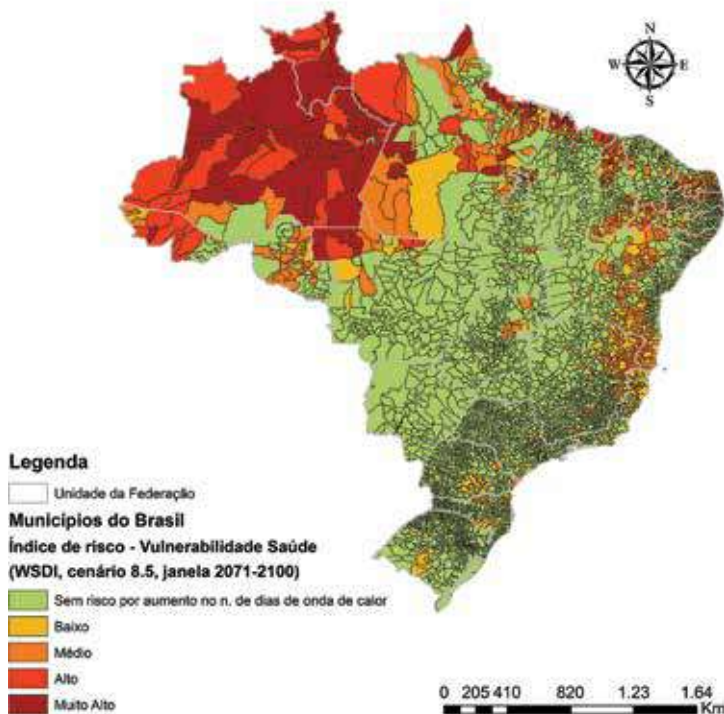 N
W E
S
Legenda
Unidade da Federação
Municípios do Brasil
Índice de risco - Vulnerabilidade Saúde
(WSDI, cenário 8.5, janela 2071-2100)
Sem risco por aumento no n. de dias de onda de calor
Baixo
Médio
Alto
Muito Alto
0 205 410 820 1.23 1.64
Km